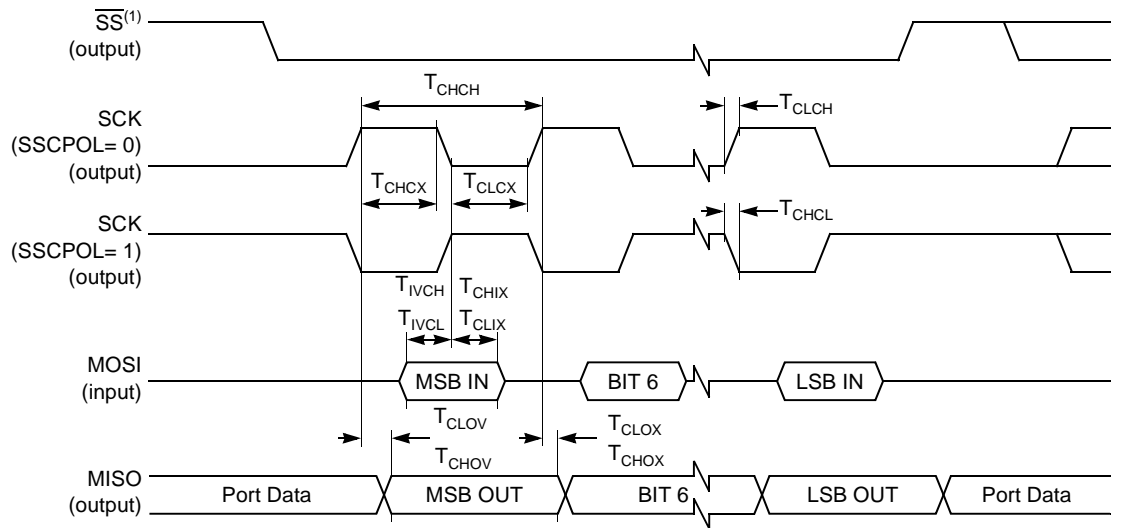 SS(1)
(output)
TCHCH
TCLCH
SCK
(SSCPOL= 0)
(output)
TCHCX
TCLCX
TCHCL
SCK
(SSCPOL= 1)
(output)
TIVCH
TCHIX
TIVCL
TCLIX
MOSI
(input)
MSB IN
BIT 6
LSB IN
TCLOV
TCLOX
TCHOV
TCHOX
MISO
(output)
Port Data
MSB OUT
BIT 6
LSB OUT
Port Data